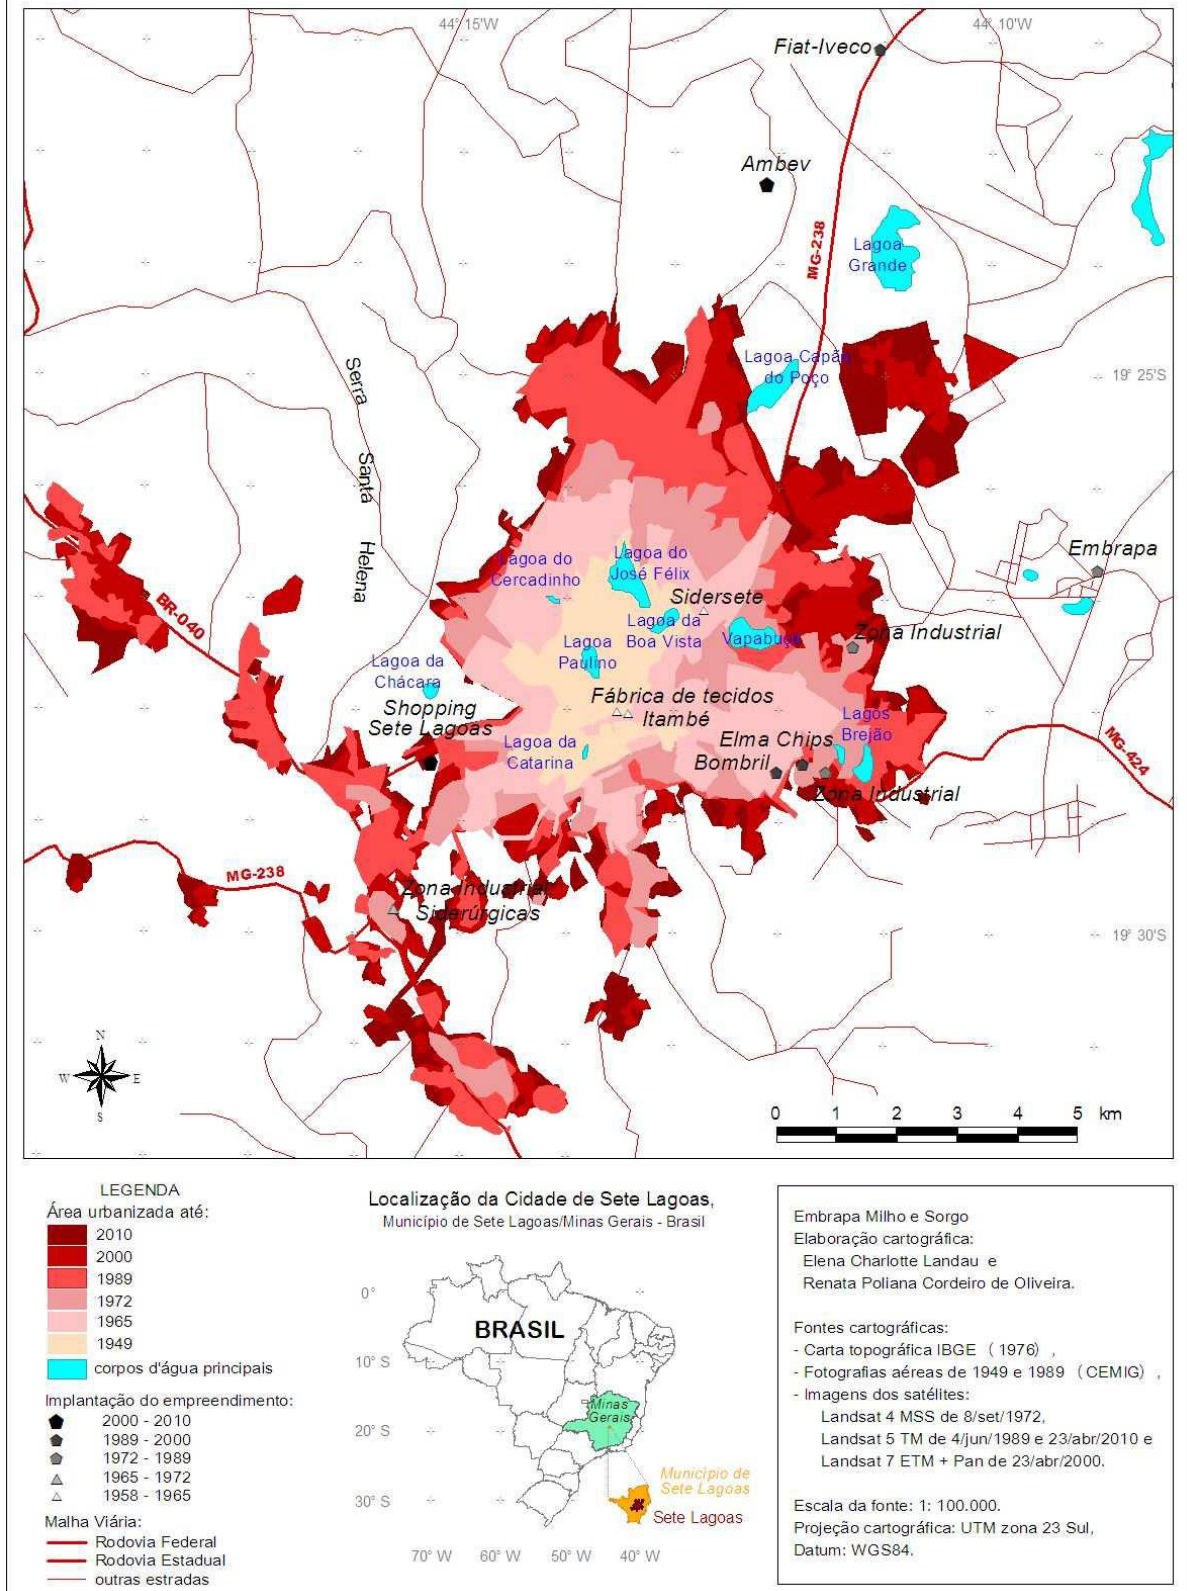 44° 15'W
44° 10'W
Fiat-Iveco
Ambev
MG-238
Lagoa
Grande
Lagoa Capão
do Poço
19° 25'S
Serra
Santa
Helena
Lagoa do
Cercadinho
Lagoa do
José Félix
Embrapa
Sidersete
BR-040
Lagoa da
Boa Vista
Vapabuçu
Zona Industrial
Lagoa
Paulino
Lagoa da
Chácara
Shopping
Sete Lagoas
Fábrica de tecidos
Itambé
Lagos
Brejão
Lagoa da
Catarina
Elma Chips
Bombril
MG-424
Zona Industrial
MG-238
Zona Industrial
Siderúrgicas
19° 30'S
N
W E
S
0 1 2 3 4 5 km
LEGENDA
Área urbanizada até:
2010
2000
1989
1972
1965
1949
corpos d'água principais
Implantação do empreendimento:
2000 - 2010
1989 - 2000
1972 - 1989
1965 - 1972
1958 - 1965
Malha Viária:
Rodovia Federal
Rodovia Estadual
outras estradas
Localização da Cidade de Sete Lagoas,
Município de Sete Lagoas/Minas Gerais - Brasil
0°
BRASIL
10° S
Minas
Gerais
20° S
Município de
Sete Lagoas
30° S
Sete Lagoas
70° W 60° W 50° W 40° W
Embrapa Milho e Sorgo
Elaboração cartográfica:
Elena Charlotte Landau e
Renata Poliana Cordeiro de Oliveira.
Fontes cartográficas:
- Carta topográfica IBGE (1976) ,
- Fotografias aéreas de 1949 e 1989 (CEMIG) ,
- Imagens dos satélites:
Landsat 4 MSS de 8/set/1972,
Landsat 5 TM de 4/jun/1989 e 23/abr/2010 e
Landsat 7 ETM + Pan de 23/abr/2000.
Escala da fonte: 1: 100.000.
Projeção cartográfica: UTM zona 23 Sul,
Datum: WGS84.